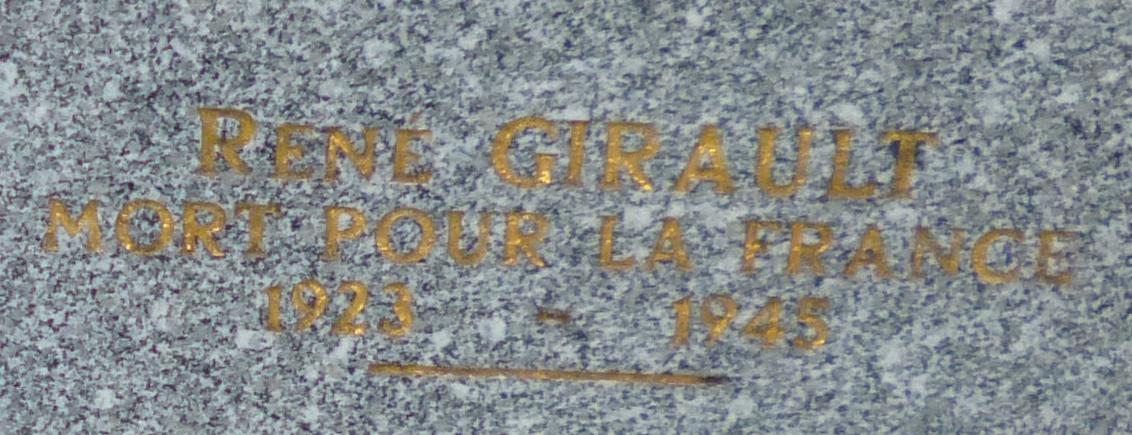 RENÉ GIRAULT
MORT POUR LA FRANCE
1923 - 1945